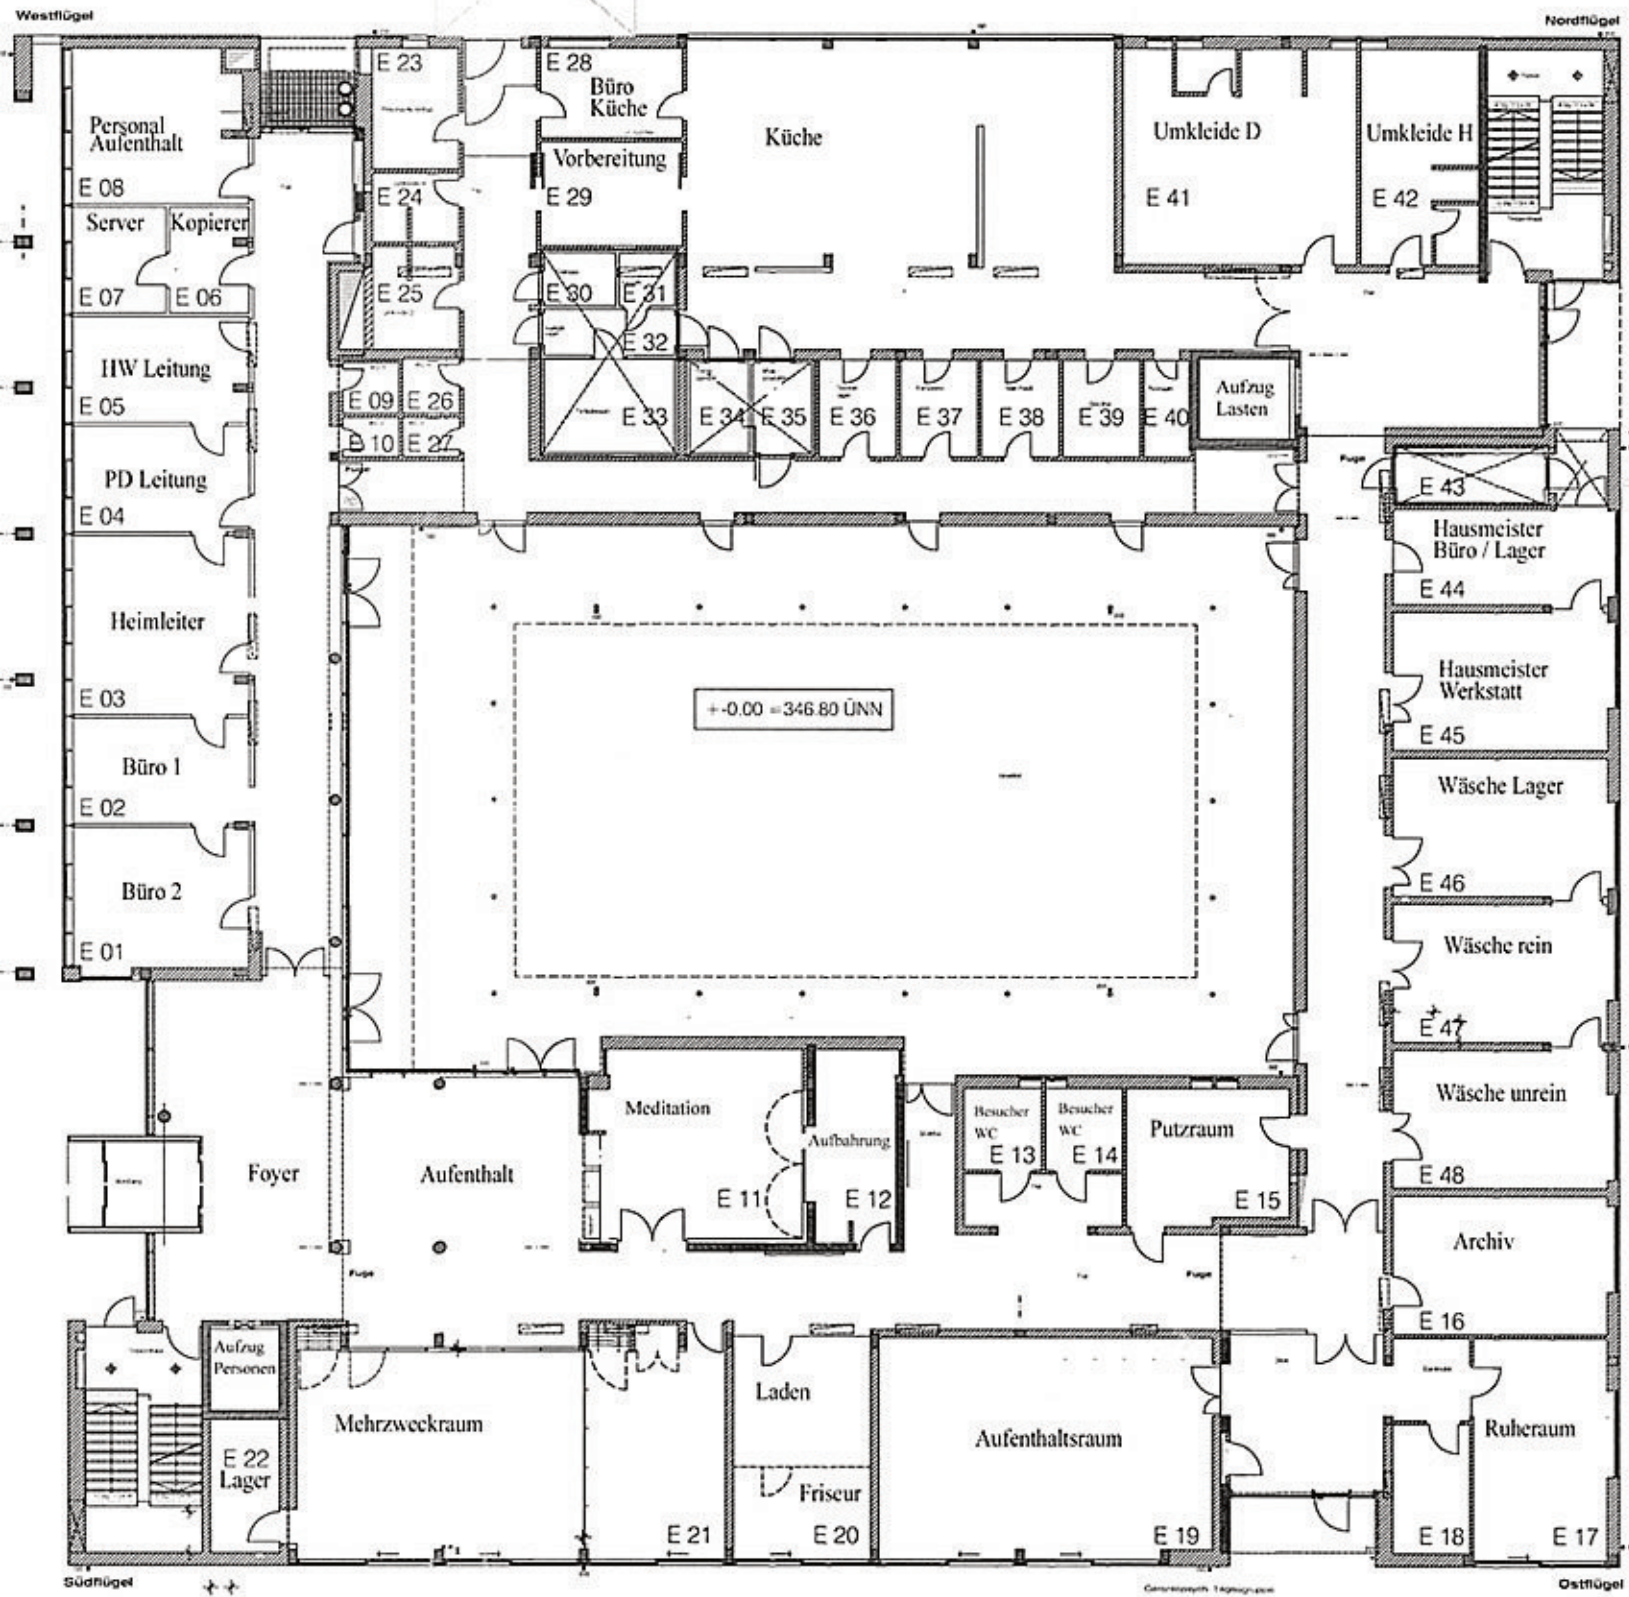 Westflügel
Nordflügel
E 23
E 28
Büro
Küche
Personal
Aufenthalt
E 08
Küche
Umkleide D
Umkleide H
Vorbereitung
E 29
E 24
E 41
E 42
Server
Kopierer
E 07
E 06
E 25
E 30
E 31
E 32
HW Leitung
E 05
E 09
E 26
E 10
E 27
E 33
E 34
E 35
E 36
E 37
E 38
E 39
E 40
Aufzug
Lasten
Fuge
Fuge
PD Leitung
E 04
E 43
Hausmeister
Büro / Lager
E 44
Heimleiter
E 03
+-0.00 =346.80 ÜNN
Hausmeister
Werkstatt
E 45
Büro 1
E 02
Wäsche Lager
E 46
Büro 2
E 01
Wäsche rein
E 47
Meditation
E 11
Aufbahrung
E 12
Besucher
WC
E 13
Besucher
WC
E 14
Putzraum
E 15
Wäsche unrein
E 48
Foyer
Aufenthalt
Archiv
E 16
Fuge
Fuge
Aufzug
Personen
E 22
Lager
Mehrzweckraum
E 21
Laden
Friseur
E 20
Aufenthaltsraum
E 19
Ruheraum
E 18
E 17
Südflügel
Ostflügel